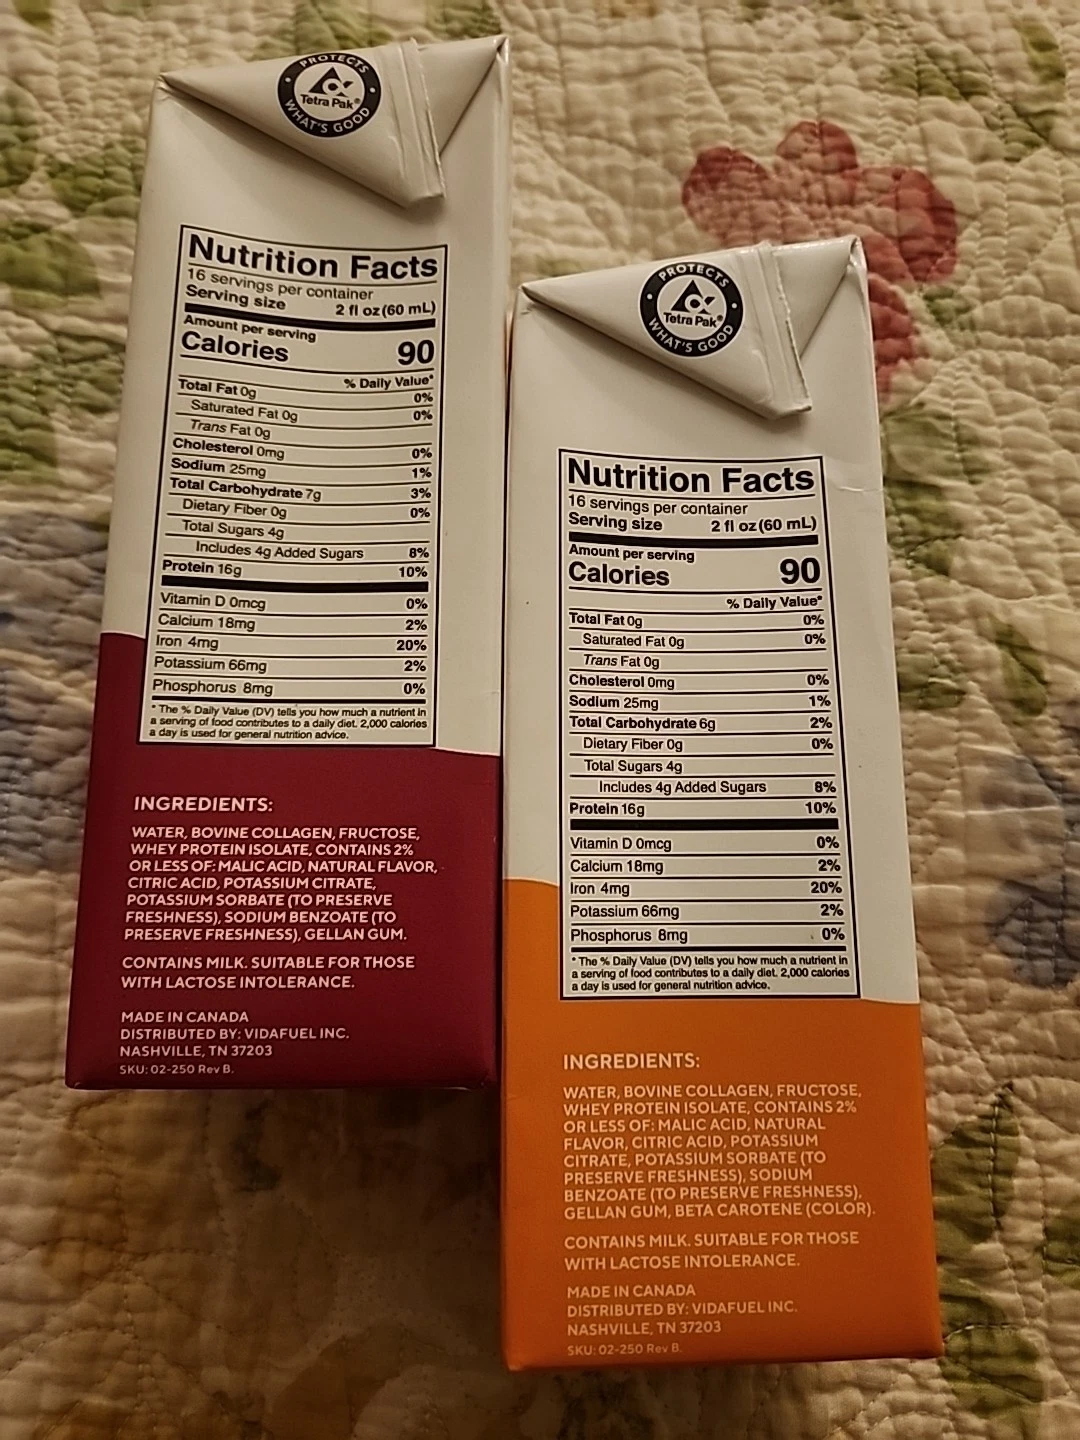 PROTECTS
Tetra Pak®
WHAT'S GOOD
Nutrition Facts
16 servings per container
Serving size 2 fl oz (60 mL)
Amount per serving
Calories 90
% Daily Value*
Total Fat 0g 0%
Saturated Fat 0g 0%
Trans Fat 0g
Cholesterol 0mg 0%
Sodium 25mg 1%
Total Carbohydrate 7g 3%
Dietary Fiber 0g 0%
Total Sugars 4g
Includes 4g Added Sugars 8%
Protein 16g 10%
Vitamin D 0mcg 0%
Calcium 18mg 2%
Iron 4mg 20%
Potassium 66mg 2%
Phosphorus 8mg 0%
* The % Daily Value (DV) tells you how much a nutrient in
a serving of food contributes to a daily diet. 2,000 calories
a day is used for general nutrition advice.
INGREDIENTS:
WATER, BOVINE COLLAGEN, FRUCTOSE,
WHEY PROTEIN ISOLATE, CONTAINS 2%
OR LESS OF: MALIC ACID, NATURAL FLAVOR,
CITRIC ACID, POTASSIUM CITRATE,
POTASSIUM SORBATE (TO PRESERVE
FRESHNESS), SODIUM BENZOATE (TO
PRESERVE FRESHNESS), GELLAN GUM.
CONTAINS MILK. SUITABLE FOR THOSE
WITH LACTOSE INTOLERANCE.
MADE IN CANADA
DISTRIBUTED BY: VIDAFUEL INC.
NASHVILLE, TN 37203
SKU: 02-250 Rev B.
PROTECTS
Tetra Pak®
WHAT'S GOOD
Nutrition Facts
16 servings per container
Serving size 2 fl oz (60 mL)
Amount per serving
Calories 90
% Daily Value*
Total Fat 0g 0%
Saturated Fat 0g 0%
Trans Fat 0g
Cholesterol 0mg 0%
Sodium 25mg 1%
Total Carbohydrate 6g 2%
Dietary Fiber 0g 0%
Total Sugars 4g
Includes 4g Added Sugars 8%
Protein 16g 10%
Vitamin D 0mcg 0%
Calcium 18mg 2%
Iron 4mg 20%
Potassium 66mg 2%
Phosphorus 8mg 0%
* The % Daily Value (DV) tells you how much a nutrient in
a serving of food contributes to a daily diet. 2,000 calories
a day is used for general nutrition advice.
INGREDIENTS:
WATER, BOVINE COLLAGEN, FRUCTOSE,
WHEY PROTEIN ISOLATE, CONTAINS 2%
OR LESS OF: MALIC ACID, NATURAL
FLAVOR, CITRIC ACID, POTASSIUM
CITRATE, POTASSIUM SORBATE (TO
PRESERVE FRESHNESS), SODIUM
BENZOATE (TO PRESERVE FRESHNESS),
GELLAN GUM, BETA CAROTENE (COLOR).
CONTAINS MILK. SUITABLE FOR THOSE
WITH LACTOSE INTOLERANCE.
MADE IN CANADA
DISTRIBUTED BY: VIDAFUEL INC.
NASHVILLE, TN 37203
SKU: 02-250 Rev B.